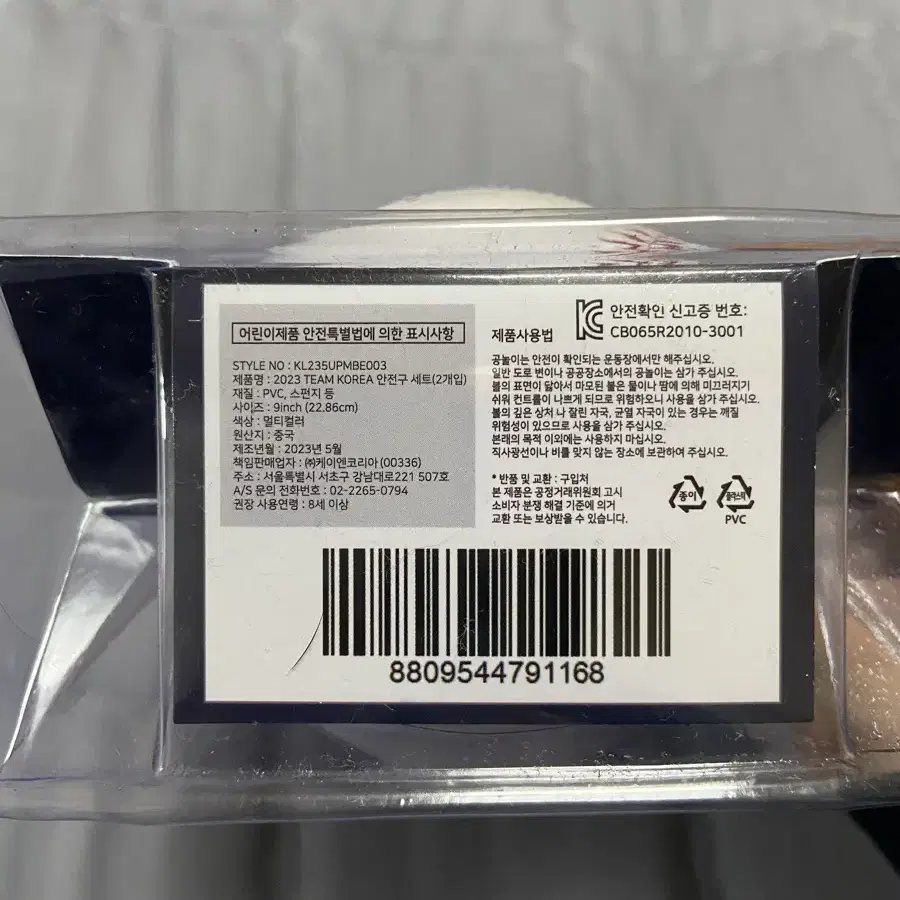 어린이제품 안전특별법에 의한 표시사항
STYLE NO : KL235UPMBE003
제품명 : 2023 TEAM KOREA 안전구 세트(2개입)
재질 : PVC, 스펀지 등
사이즈 : 9inch (22.86cm)
색상 : 멀티컬러
원산지 : 중국
제조년월 : 2023년 5월
책임판매업자 : ㈜케이엔코리아 (00336)
주소 : 서울특별시 서초구 강남대로221 507호
A/S 문의 전화번호 : 02-2265-0794
권장 사용연령 : 8세 이상
제품사용법
안전확인 신고증 번호:
CB065R2010-3001
공놀이는 안전이 확인되는 운동장에서만 해주십시오.
일반 도로 변이나 공공장소에서의 공놀이는 삼가 주십시오.
볼의 표면이 닳아서 마모된 볼은 물이나 땀에 의해 미끄러지기
쉬워 컨트롤이 나쁘게 되므로 위험하오니 사용을 삼가 주십시오.
볼의 깊은 상처 나 잘린 자국, 균열 자국이 있는 경우는 깨질
위험성이 있으므로 사용을 삼가 주십시오.
본래의 목적 이외에는 사용하지 마십시오.
직사광선이나 비를 맞지 않는 장소에 보관하여 주십시오.
* 반품 및 교환 : 구입처
본 제품은 공정거래위원회 고시
소비자 분쟁 해결 기준에 의거
교환 또는 보상받을 수 있습니다.
종이
플라스틱
PVC
8809544791168